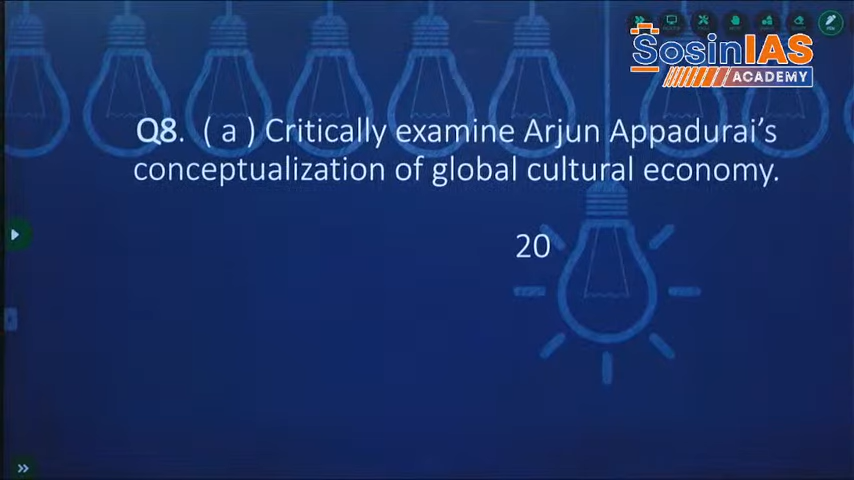 SosinIAS
ACADEMY
Q8. ( a ) Critically examine Arjun Appadurai's
conceptualization of global cultural economy.
20